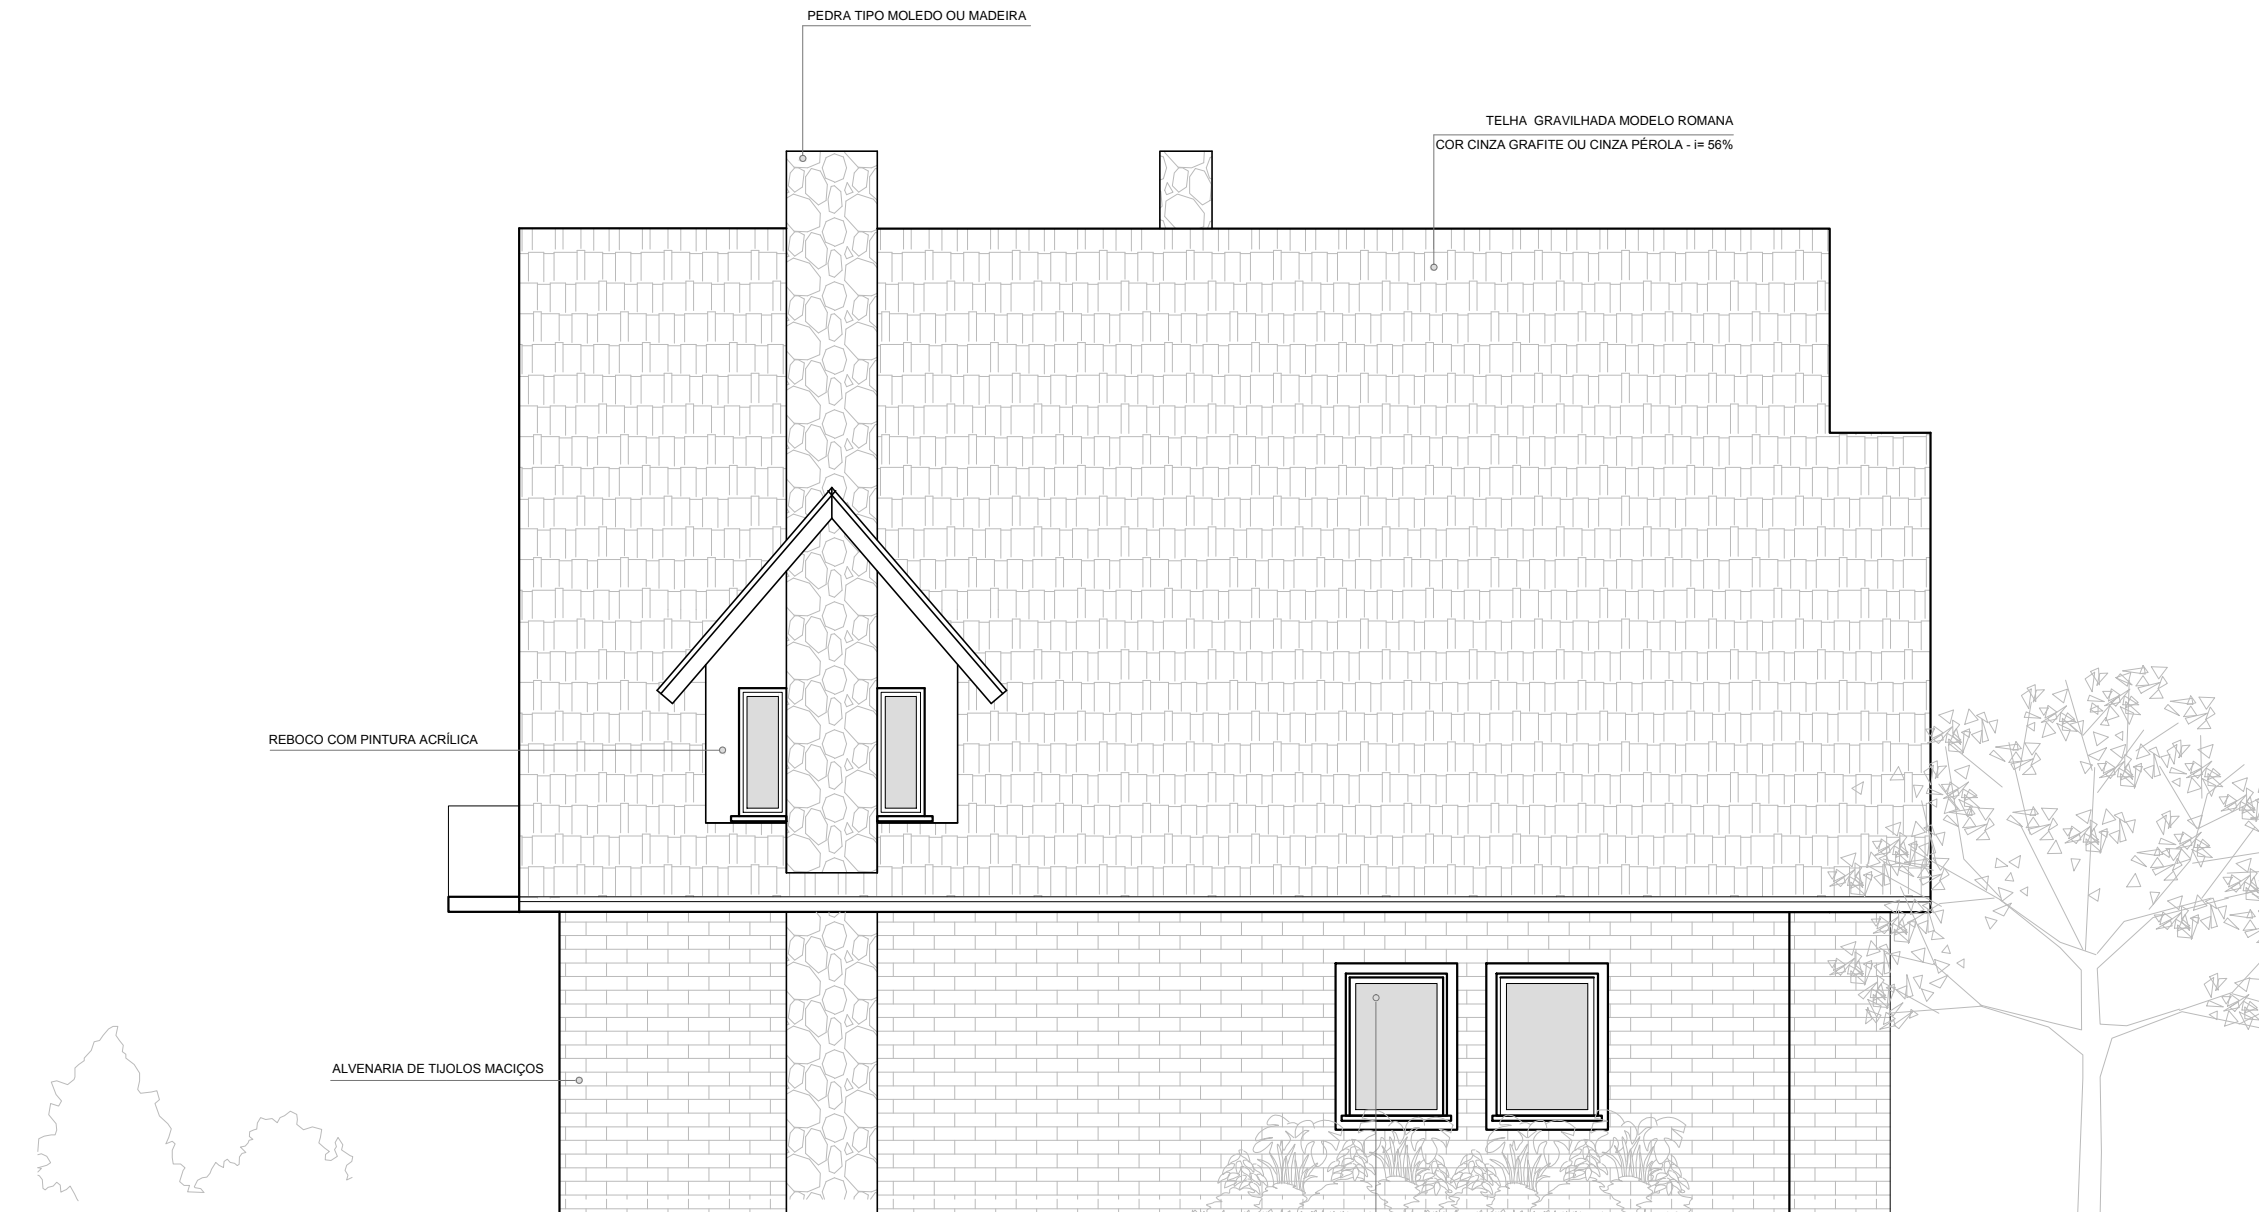 PEDRA TIPO MOLEDO OU MADEIRA
TELHA GRAVILHADA MODELO ROMANA
COR CINZA GRAFITE OU CINZA PÉROLA - i= 56%
REBOCO COM PINTURA ACRÍLICA
ALVENARIA DE TIJOLOS MACIÇOS